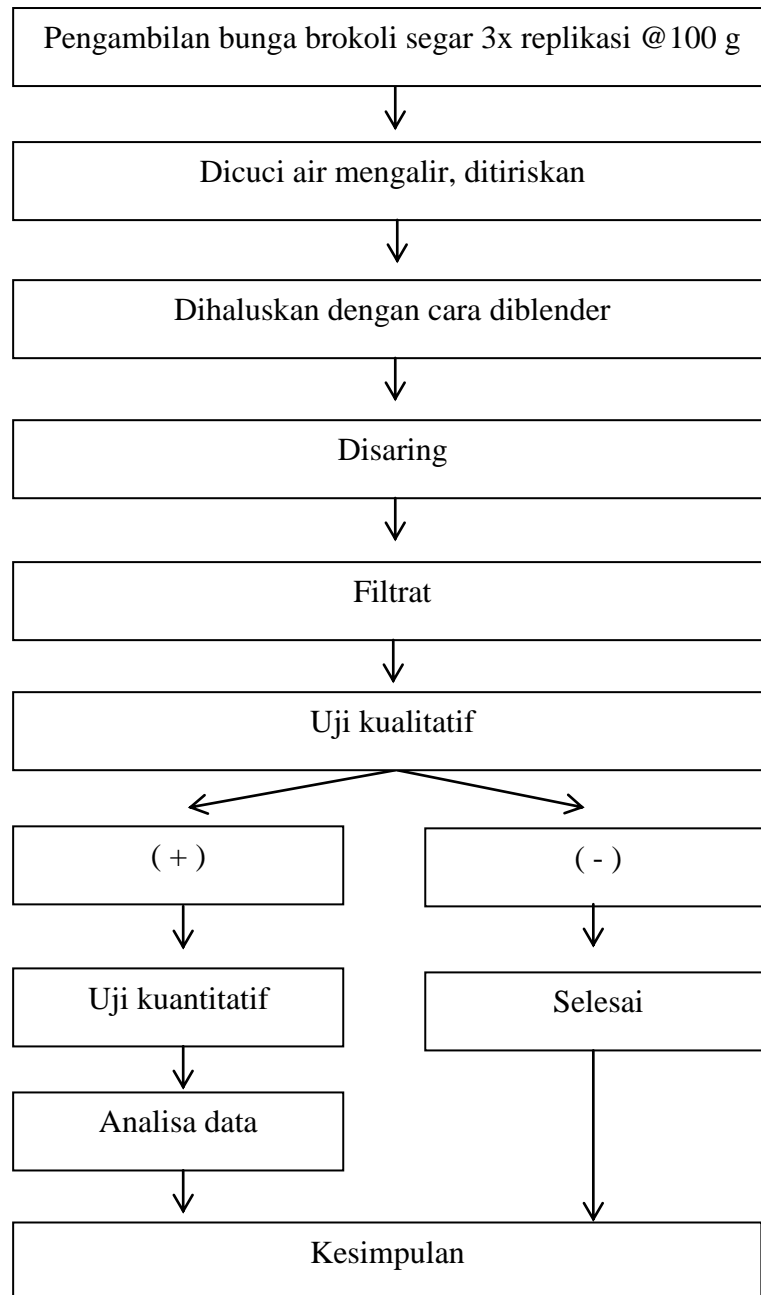 Pengambilan bunga brokoli segar 3x replikasi @100 g
Dicuci air mengalir, ditiriskan
Dihaluskan dengan cara diblender
Disaring
Filtrat
Uji kualitatif
( + )
( - )
Uji kuantitatif
Selesai
Analisa data
Kesimpulan